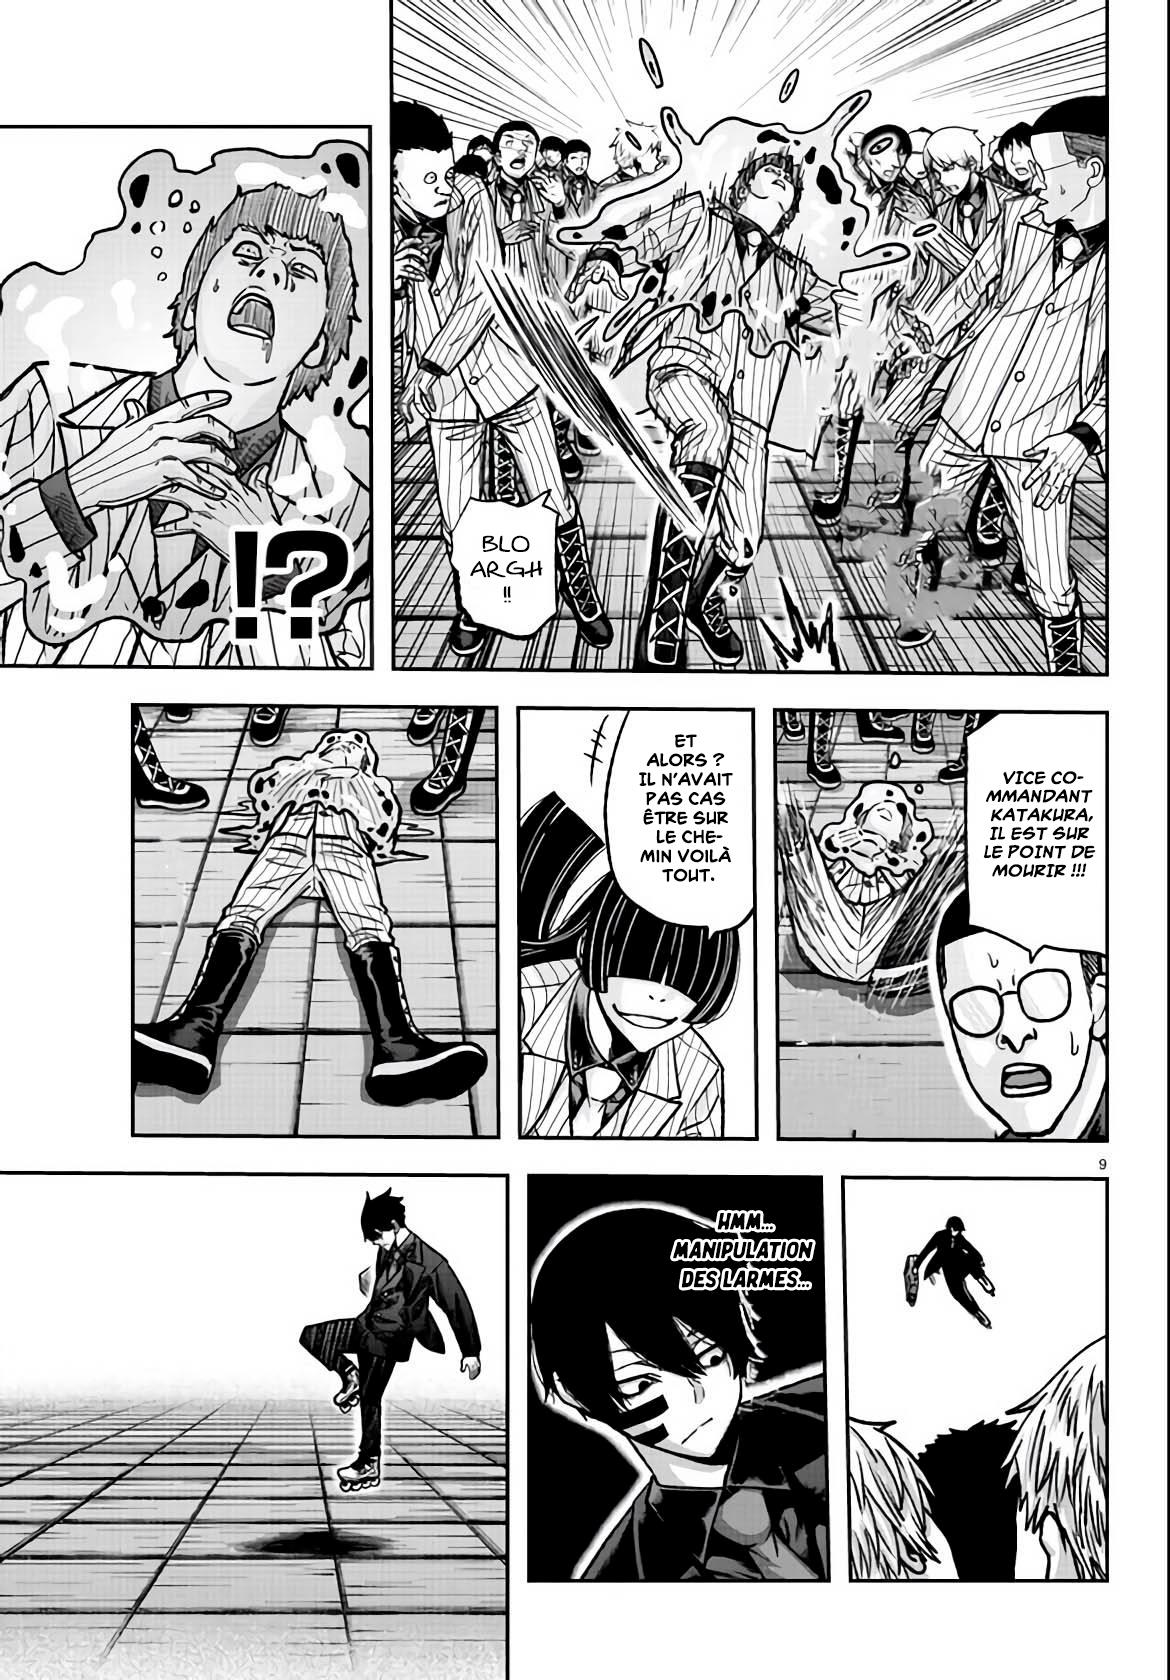 BLO
ARGH
!!
!?
VICE CO-
MMANDANT
KATAKURA,
IL EST SUR
LE POINT DE
MOURIR !!!
ET
ALORS ?
IL N'AVAIT
PAS CAS
ÊTRE SUR
LE CHE-
MIN VOILÀ
TOUT.
9
HMM...
MANIPULATION
DES LARMES...